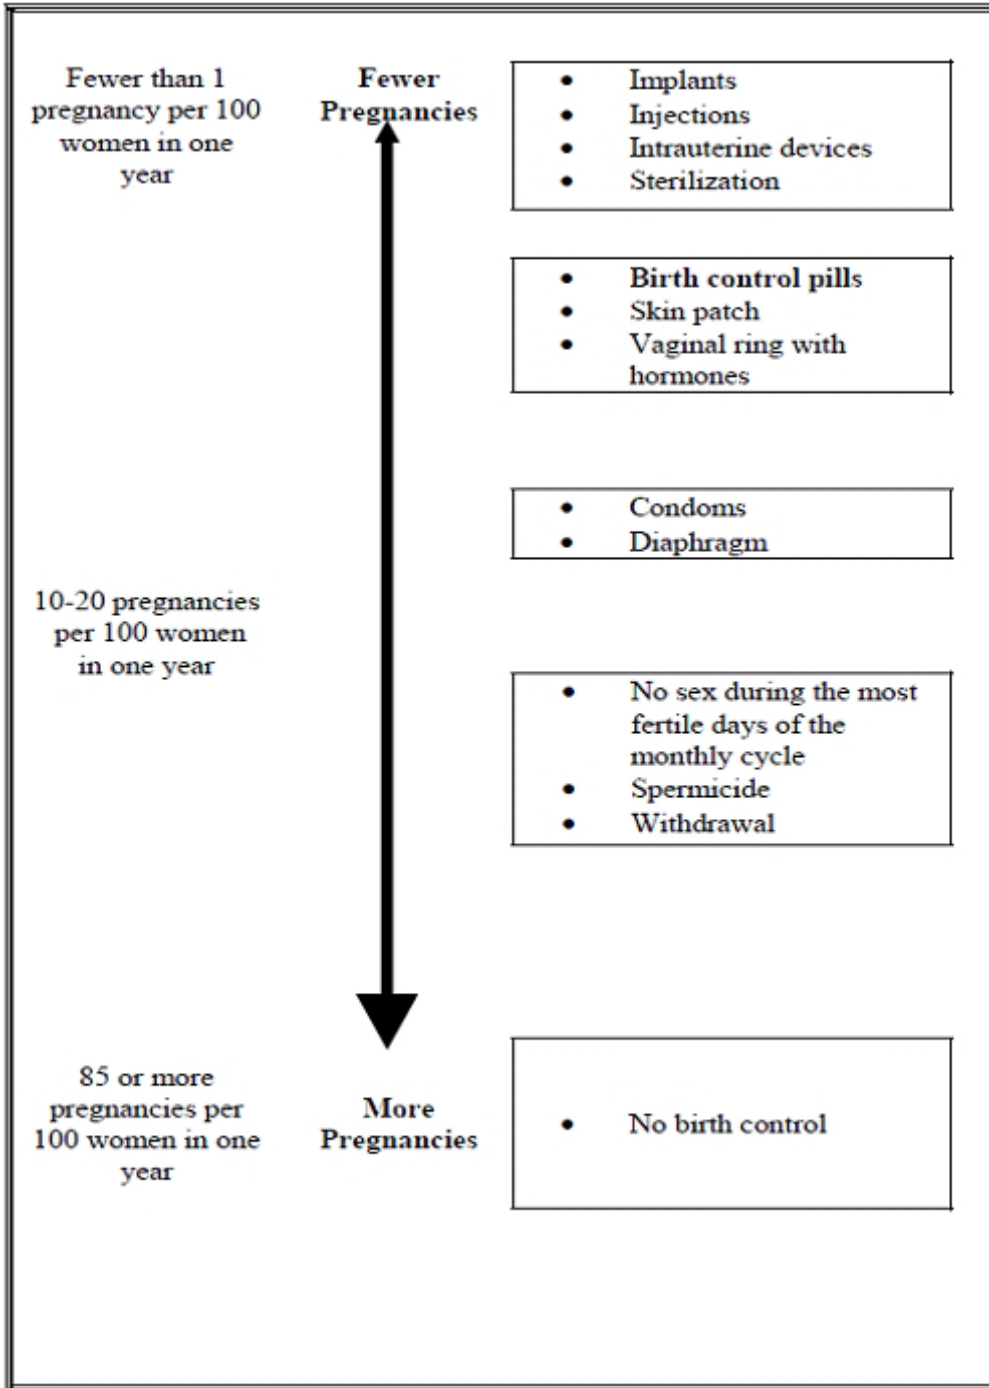 Fewer than 1
pregnancy per 100
women in one
year
Fewer
Pregnancies
• Implants
• Injections
• Intrauterine devices
• Sterilization
• Birth control pills
• Skin patch
• Vaginal ring with
hormones
• Condoms
• Diaphragm
10-20 pregnancies
per 100 women
in one year
• No sex during the most
fertile days of the
monthly cycle
• Spermicide
• Withdrawal
85 or more
pregnancies per
100 women in one
year
More
Pregnancies
• No birth control